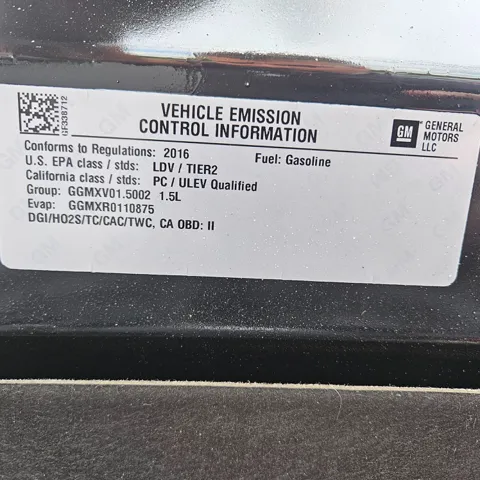 VEHICLE EMISSION
CONTROL INFORMATION
GM
GENERAL
MOTORS
LLC
Conforms to Regulations: 2016 Fuel: Gasoline
U.S. EPA class / stds: LDV / TIER2
California class / stds: PC / ULEV Qualified
Group: GGMXV01.5002 1.5L
Evap: GGMXR0110875
DGI/HO2S/TC/CAC/TWC, CA OBD: II